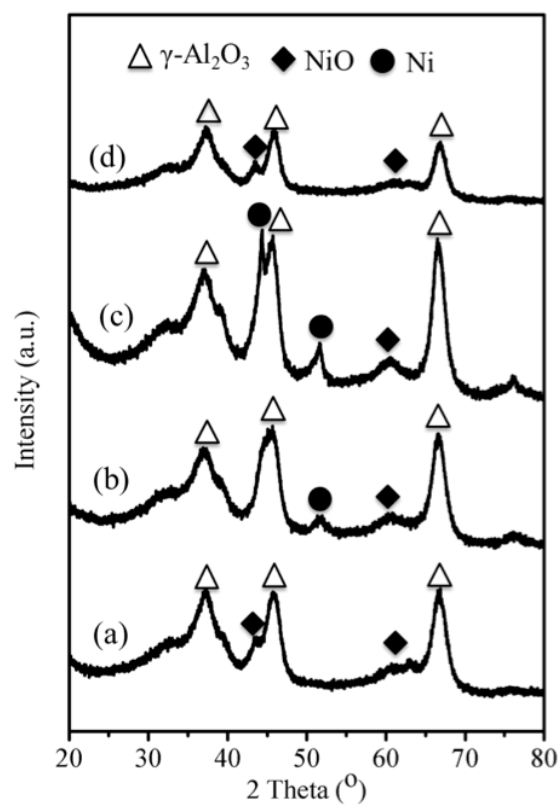 γ-Al₂O₃ NiO Ni
(d)
(c)
(b)
(a)
Intensity (a.u.)
20 30 40 50 60 70 80
2 Theta (°)